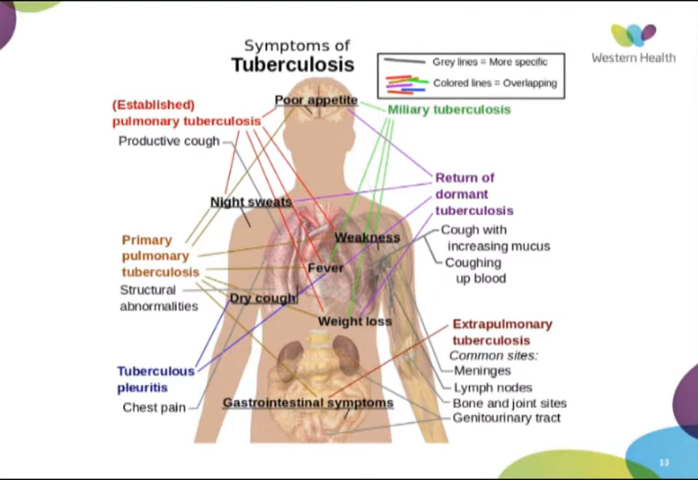 Symptoms of
Tuberculosis
Grey lines = More specific
Colored lines = Overlapping
Western Health
(Established)
pulmonary tuberculosis
Productive cough
Poor appetite
Miliary tuberculosis
Return of
dormant
tuberculosis
Cough with
increasing mucus
Coughing
up blood
Night sweats
Weakness
Primary
pulmonary
tuberculosis
Structural
abnormalities
Fever
Dry cough
Weight loss
Extrapulmonary
tuberculosis
Common sites:
Meninges
Lymph nodes
Bone and joint sites
Genitourinary tract
Tuberculous
pleuritis
Chest pain
Gastrointestinal symptoms
13